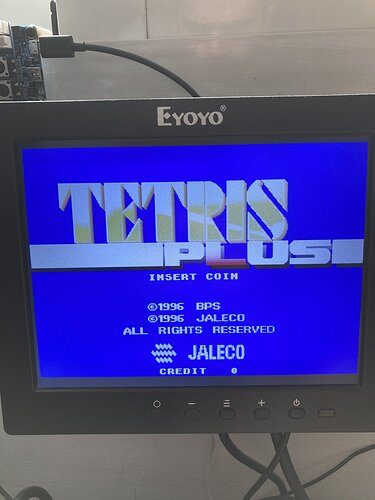 EYOYO®
TETRIS
PLUS
INSERT COIN
©1996 BPS
©1996 JALECO
ALL RIGHTS RESERVED
JALECO
CREDIT 0